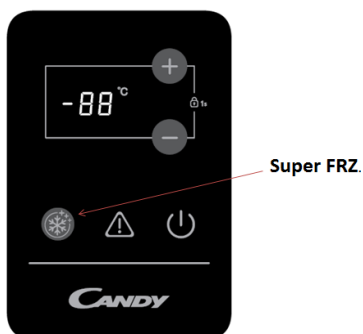 +
-88 °C
1s
−
Super FRZ.
CANDY